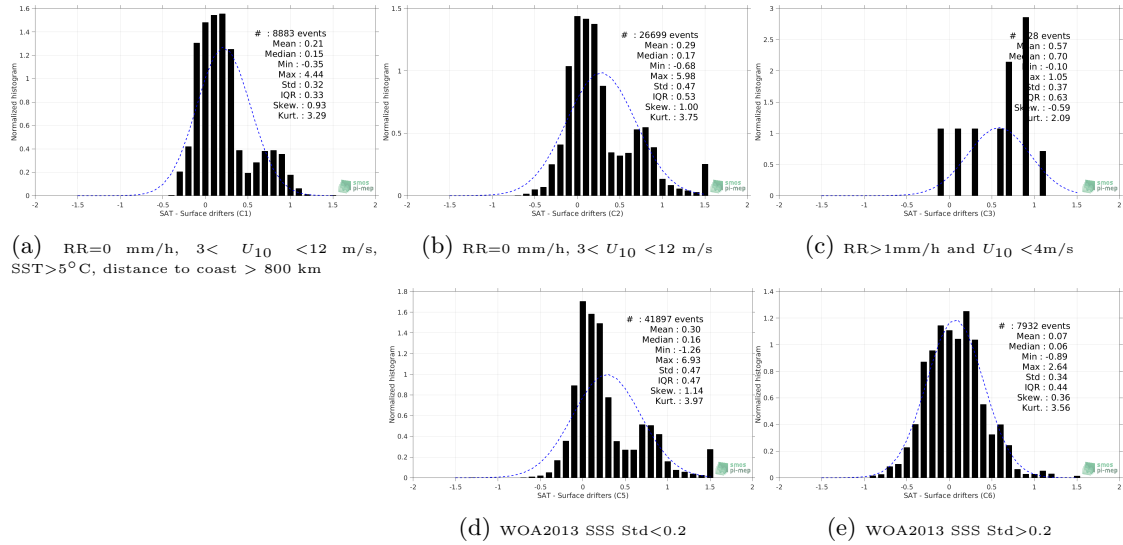 Normalized histogram
1.6
1.4
1.2
1
0.8
0.6
0.4
0.2
0
-2
-1.5
-1
-0.5
0
0.5
1
1.5
2
# : 8883 events
Mean : 0.21
Median : 0.15
Min : -0.35
Max : 4.44
Std : 0.32
IQR : 0.33
Skew. : 0.93
Kurt. : 3.29
smos
pi-mep
SAT - Surface drifters (C1)
(a) RR=0 mm/h, 3< U10 <12 m/s,
SST>5°C, distance to coast > 800 km
Normalized histogram
1.5
1
0.5
0
-2
-1.5
-1
-0.5
0
0.5
1
1.5
2
# : 26699 events
Mean : 0.29
Median : 0.17
Min : -0.68
Max : 5.98
Std : 0.47
IQR : 0.53
Skew. : 1.00
Kurt. : 3.75
smos
pi-mep
SAT - Surface drifters (C2)
(b) RR=0 mm/h, 3< U10 <12 m/s
Normalized histogram
3
2.5
2
1.5
1
0.5
0
-2
-1.5
-1
-0.5
0
0.5
1
1.5
2
# : 28 events
Mean : 0.57
Median : 0.70
Min : -0.10
Max : 1.05
Std : 0.37
IQR : 0.63
Skew. : -0.59
Kurt. : 2.09
smos
pi-mep
SAT - Surface drifters (C3)
(c) RR>1mm/h and U10 <4m/s
Normalized histogram
1.8
1.6
1.4
1.2
1
0.8
0.6
0.4
0.2
0
-2
-1.5
-1
-0.5
0
0.5
1
1.5
2
# : 41897 events
Mean : 0.30
Median : 0.16
Min : -1.26
Max : 6.93
Std : 0.47
IQR : 0.47
Skew. : 1.14
Kurt. : 3.97
smos
pi-mep
SAT - Surface drifters (C5)
(d) WOA2013 SSS Std<0.2
Normalized histogram
1.4
1.2
1
0.8
0.6
0.4
0.2
0
-2
-1.5
-1
-0.5
0
0.5
1
1.5
2
# : 7932 events
Mean : 0.07
Median : 0.06
Min : -0.89
Max : 2.64
Std : 0.34
IQR : 0.44
Skew. : 0.36
Kurt. : 3.56
smos
pi-mep
SAT - Surface drifters (C6)
(e) WOA2013 SSS Std>0.2